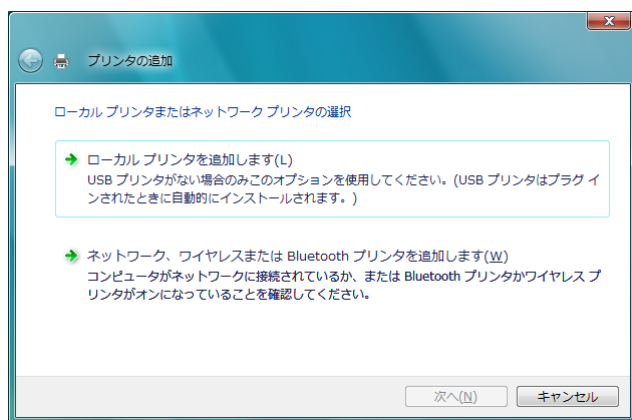 X
プリンタの追加
ローカル プリンタまたはネットワーク プリンタの選択
ローカル プリンタを追加します(L)
USB プリンタがない場合のみこのオプションを使用してください。(USB プリンタはプラグ イ
ンされたときに自動的にインストールされます。)
ネットワーク、ワイヤレスまたは Bluetooth プリンタを追加します(W)
コンピュータがネットワークに接続されているか、または Bluetooth プリンタかワイヤレス プ
リンタがオンになっていることを確認してください。
次へ(N) キャンセル